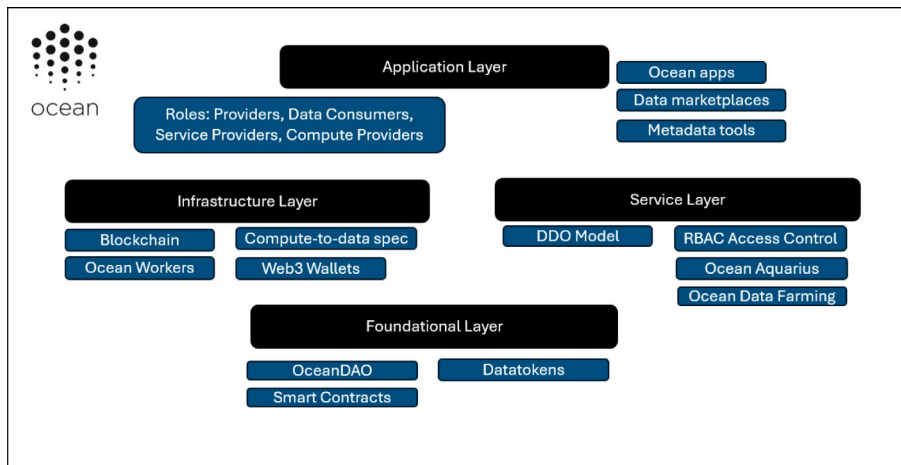 ocean
Application Layer
Ocean apps
Data marketplaces
Metadata tools
Roles: Providers, Data Consumers,
Service Providers, Compute Providers
Infrastructure Layer
Blockchain
Compute-to-data spec
Ocean Workers
Web3 Wallets
Service Layer
DDO Model
RBAC Access Control
Ocean Aquarius
Ocean Data Farming
Foundational Layer
OceanDAO
Datatokens
Smart Contracts